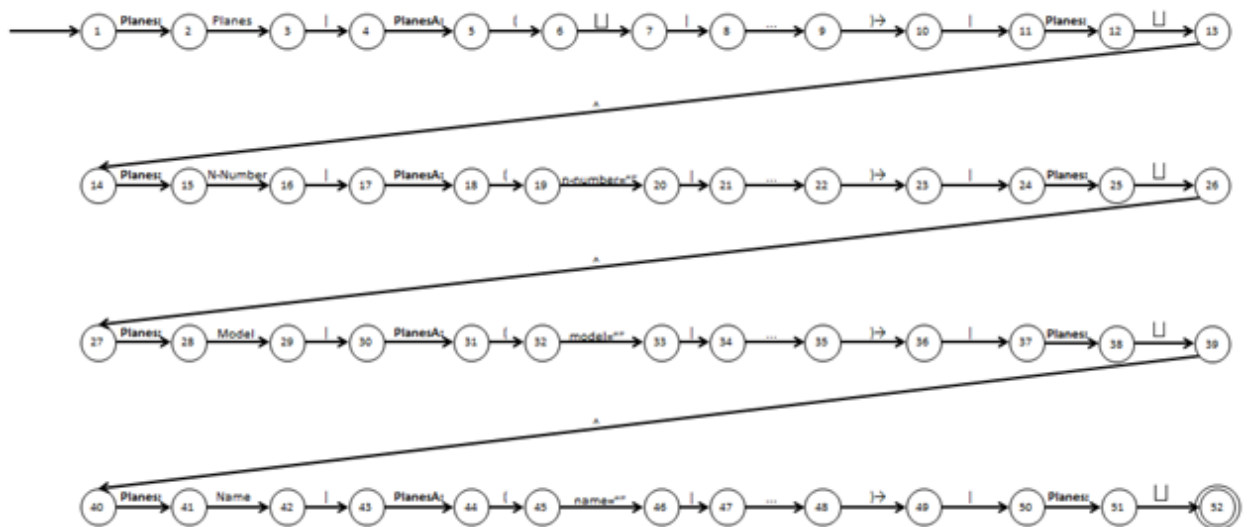 Planes: Planes | PlanesA: ( ⊔ | ... )→ | Planes: ⊔
1 2 3 4 5 6 7 8 9 10 11 12 13
^
Planes: N-Number | PlanesA: ( n-number="" | ... )→ | Planes: ⊔
14 15 16 17 18 19 20 21 22 23 24 25 26
^
Planes: Model | PlanesA: ( model="" | ... )→ | Planes: ⊔
27 28 29 30 31 32 33 34 35 36 37 38 39
^
Planes: Name | PlanesA: ( name="" | ... )→ | Planes: ⊔
40 41 42 43 44 45 46 47 48 49 50 51 52